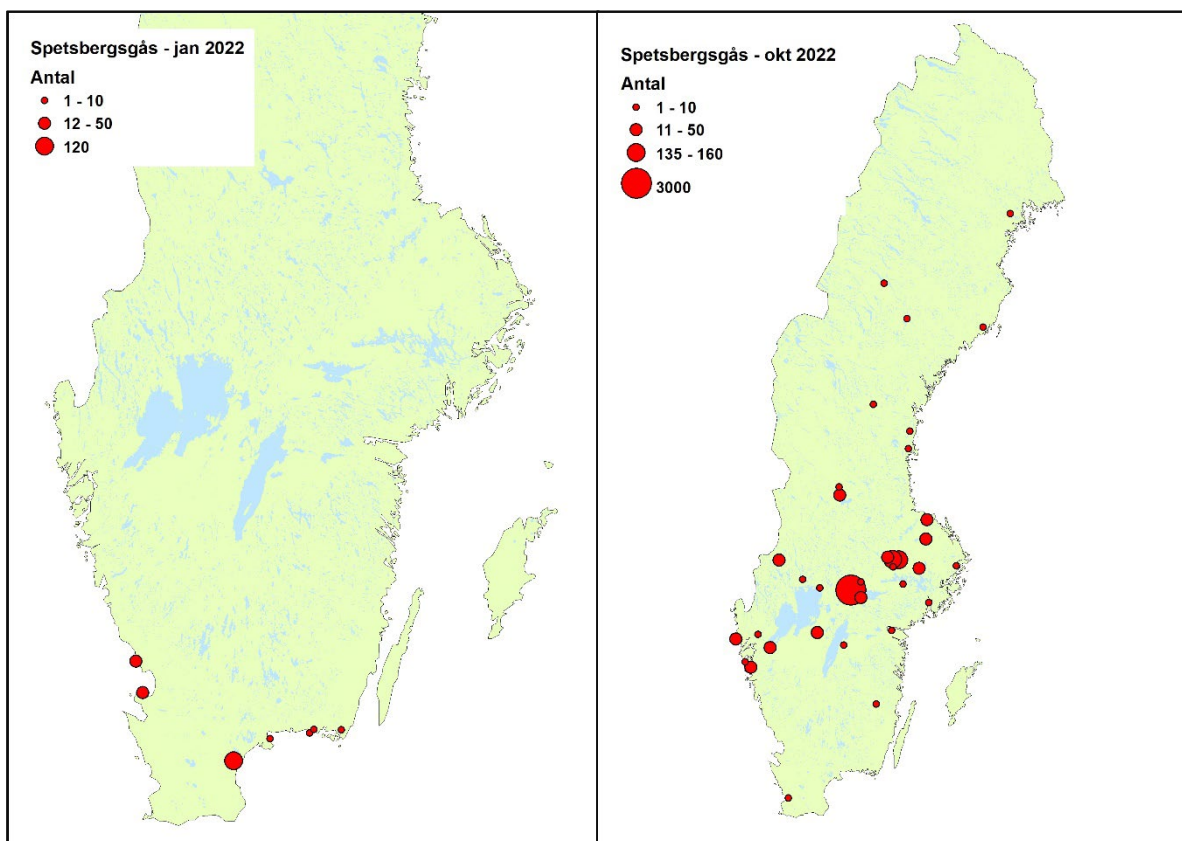 Spetsbergsgås - jan 2022
Antal
1 - 10
12 - 50
120
Spetsbergsgås - okt 2022
Antal
1 - 10
11 - 50
135 - 160
3000